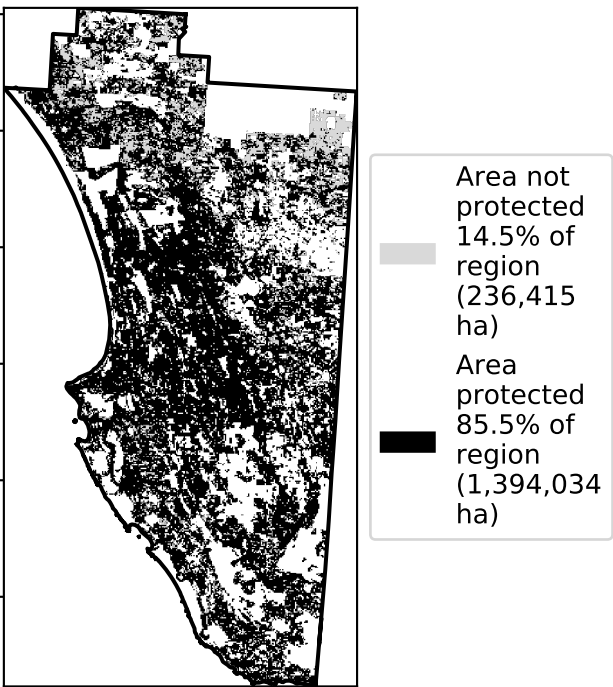 Area not
protected
14.5% of
region
(236,415
ha)
Area
protected
85.5% of
region
(1,394,034
ha)